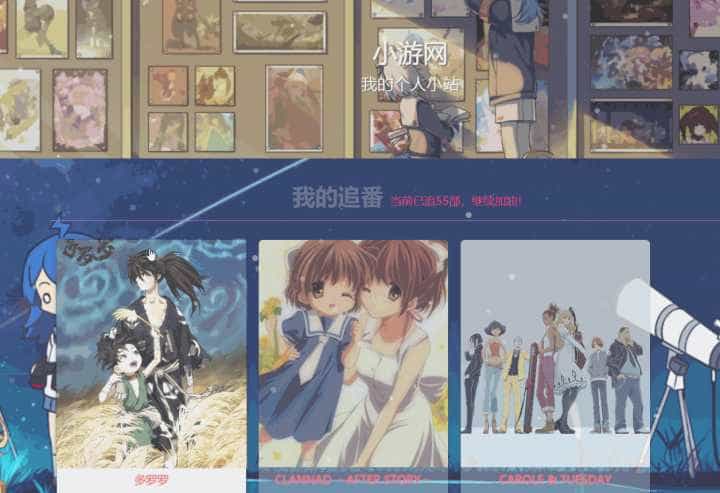 小游网
我的个人小站
我的追番 当前已追55部，继续加油!
多罗罗
CLANNAD ~AFTER STORY~
CAROLE & TUESDAY